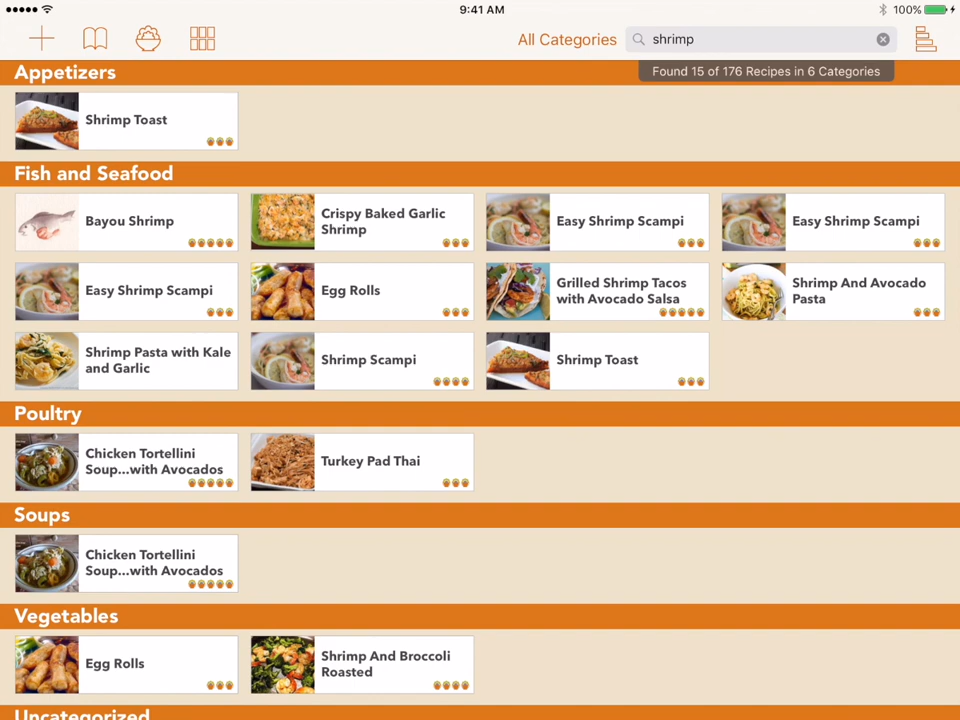 9:41 AM
100%
All Categories
shrimp
Appetizers
Found 15 of 176 Recipes in 6 Categories
Shrimp Toast
Fish and Seafood
Bayou Shrimp
Crispy Baked Garlic
Shrimp
Easy Shrimp Scampi
Easy Shrimp Scampi
Easy Shrimp Scampi
Egg Rolls
Grilled Shrimp Tacos
with Avocado Salsa
Shrimp And Avocado
Pasta
Shrimp Pasta with Kale
and Garlic
Shrimp Scampi
Shrimp Toast
Poultry
Chicken Tortellini
Soup...with Avocados
Turkey Pad Thai
Soups
Chicken Tortellini
Soup...with Avocados
Vegetables
Egg Rolls
Shrimp And Broccoli
Roasted
Uncategorized